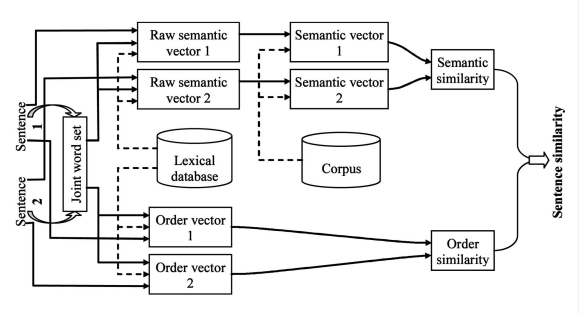 Raw semantic
vector 1
Semantic vector
1
Raw semantic
vector 2
Semantic vector
2
Semantic
similarity
Sentence
1
Joint word set
Sentence
2
Lexical
database
Corpus
Sentence similarity
Order vector
1
Order vector
2
Order
similarity